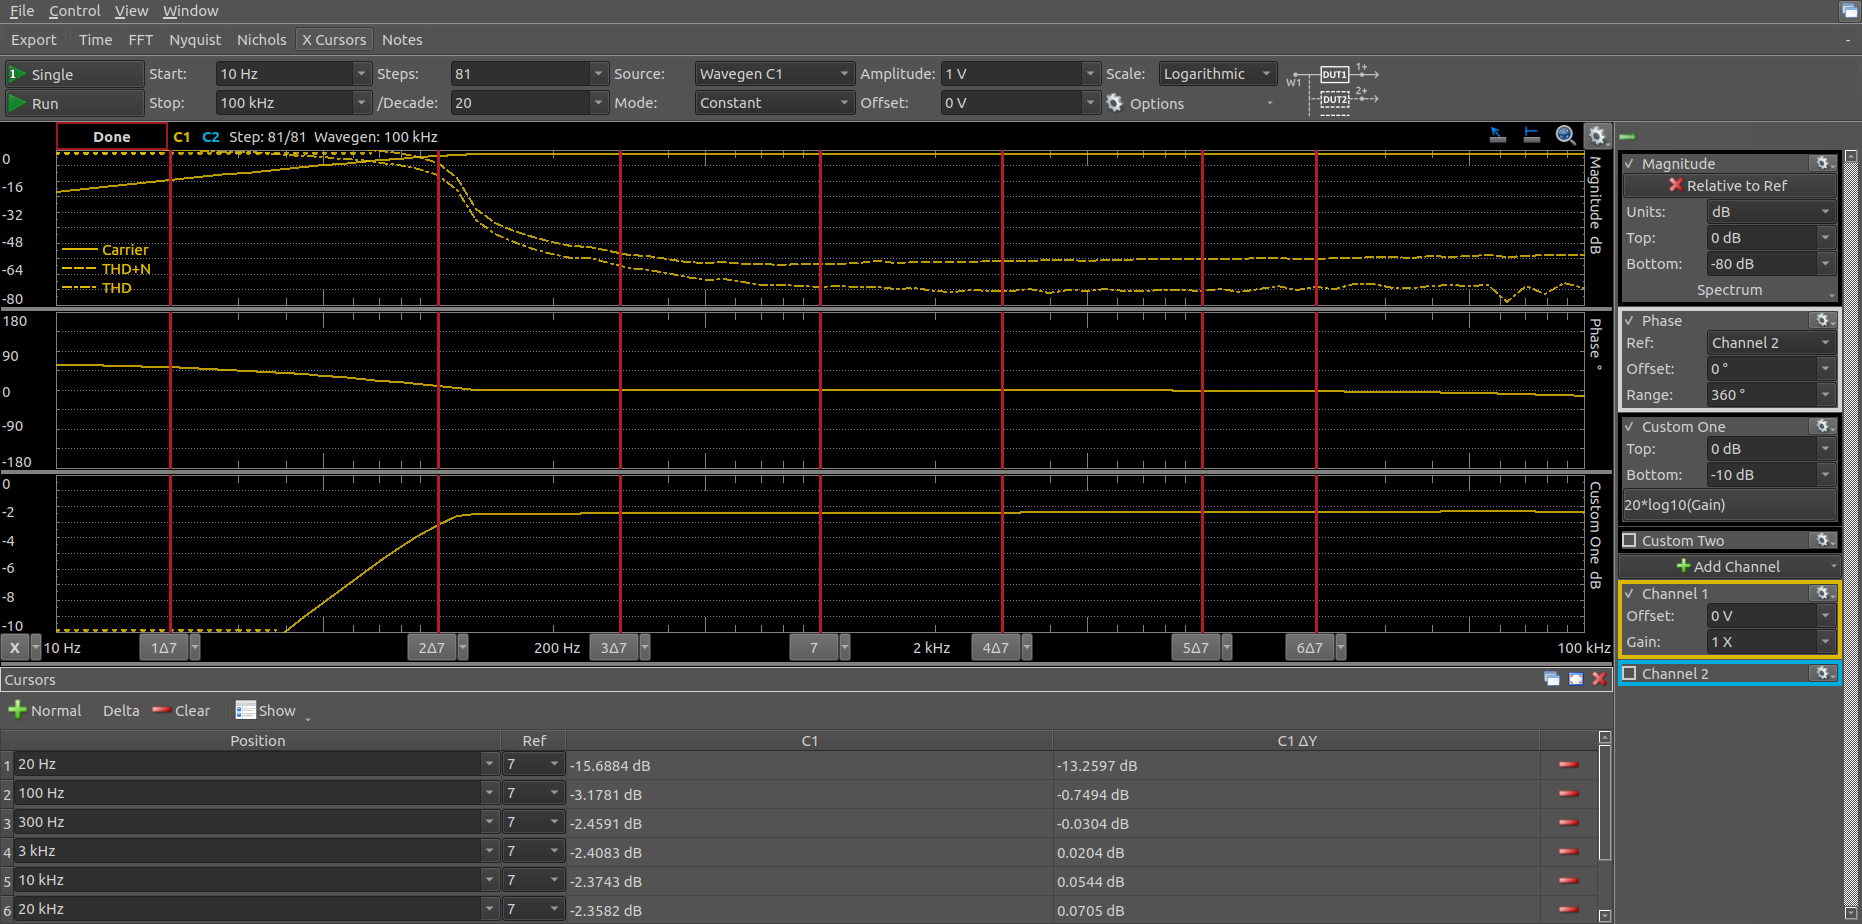 File Control View Window
Export Time FFT Nyquist Nichols X Cursors Notes
1 Single Start: 10 Hz Steps: 81 Source: Wavegen C1 Amplitude: 1 V Scale: Logarithmic
Run Stop: 100 kHz /Decade: 20 Mode: Constant Offset: 0 V Options
W1 DUT1 1+
DUT2 2+
Done C1 C2 Step: 81/81 Wavegen: 100 kHz
0
-16
-32
-48
-64
-80
Carrier
THD+N
THD
Magnitude dB
180
90
0
-90
-180
Phase °
0
-2
-4
-6
-8
-10
Custom One dB
X 10 Hz 1Δ7 2Δ7 200 Hz 3Δ7 7 2 kHz 4Δ7 5Δ7 6Δ7 100 kHz
Magnitude
Relative to Ref
Units: dB
Top: 0 dB
Bottom: -80 dB
Spectrum
Phase
Ref: Channel 2
Offset: 0 °
Range: 360 °
Custom One
Top: 0 dB
Bottom: -10 dB
20*log10(Gain)
Custom Two
Add Channel
Channel 1
Offset: 0 V
Gain: 1 X
Channel 2
Cursors
Normal Delta Clear Show
Position Ref C1 C1 ΔY
1 20 Hz 7 -15.6884 dB -13.2597 dB
2 100 Hz 7 -3.1781 dB -0.7494 dB
3 300 Hz 7 -2.4591 dB -0.0304 dB
4 3 kHz 7 -2.4083 dB 0.0204 dB
5 10 kHz 7 -2.3743 dB 0.0544 dB
6 20 kHz 7 -2.3582 dB 0.0705 dB